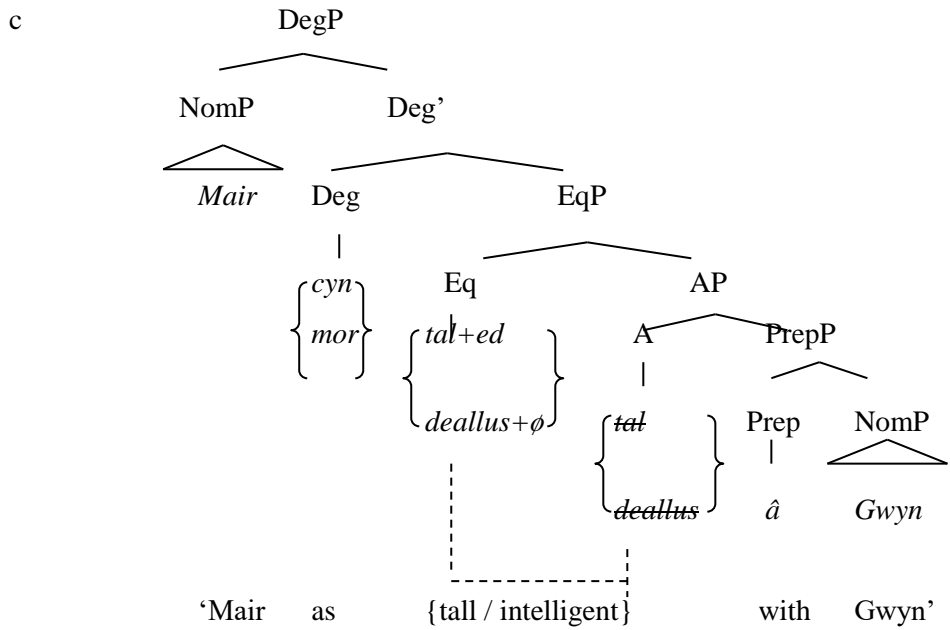 c DegP
NomP Deg’
Mair Deg EqP
cyn Eq AP
mor tal+ed A PrepP
deallus+ϕ tal Prep NomP
deallus â Gwyn
‘Mair as {tall / intelligent} with Gwyn’